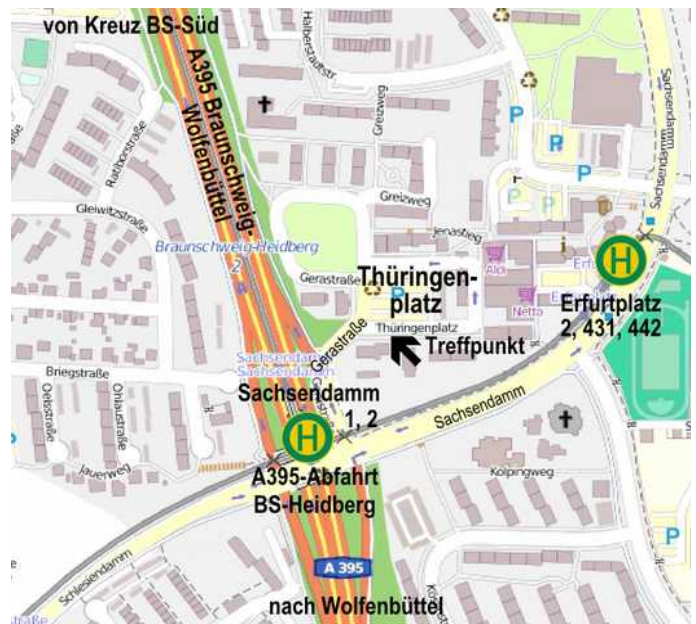 von Kreuz BS-Süd
A395 Braunschweig-
Wolfenbüttel
Halberstadtstr
Greizweg
Sachsendamm
Sachsendamm
Ratiborstraße
P
P
P
Gleiwitzstraße
Greizweg
Jenastieg
Braunschweig-Heidberg
2
Gerastraße
Thüringen-
platz
Aldi
Netto
H
Erfurtplatz
2, 431, 442
Thüringenplatz
Treffpunkt
Gerastraße
Sachsendamm
Sachsendamm
Briegstraße
Sachsendamm
1, 2
H
Sachsendamm
Oelsstraße
Ohlaustraße
Jauerweg
A395-Abfahrt
BS-Heidberg
Kolpingweg
P
A 395
Schlesiendamm
nach Wolfenbüttel